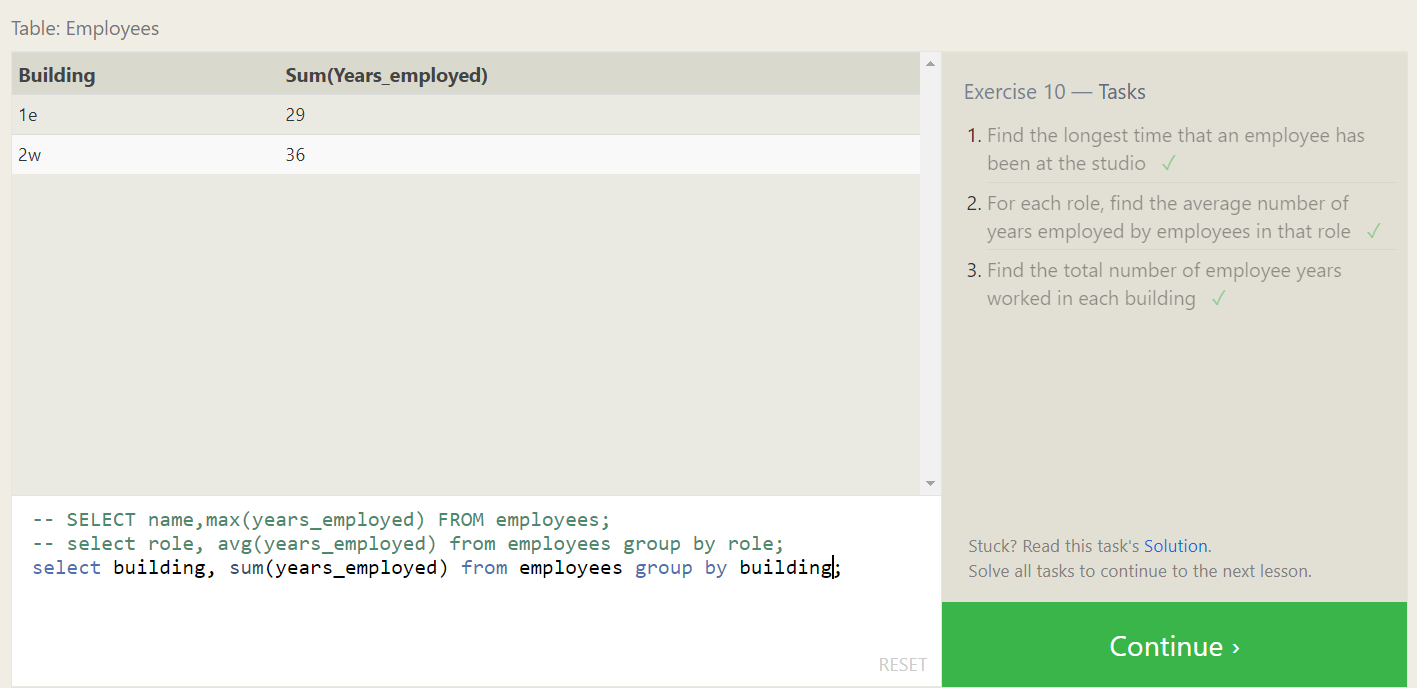 Table: Employees
Building Sum(Years_employed)
1e 29
2w 36
-- SELECT name,max(years_employed) FROM employees;
-- select role, avg(years_employed) from employees group by role;
select building, sum(years_employed) from employees group by building;
RESET
Exercise 10 — Tasks
1. Find the longest time that an employee has
been at the studio ✓
2. For each role, find the average number of
years employed by employees in that role ✓
3. Find the total number of employee years
worked in each building ✓
Stuck? Read this task's Solution.
Solve all tasks to continue to the next lesson.
Continue ›